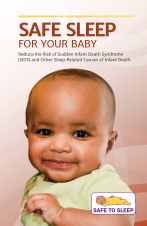 SAFE SLEEP
FOR YOUR BABY
Reduce the Risk of Sudden Infant Death Syndrome
(SIDS) and Other Sleep-Related Causes of Infant Death
SAFE TO SLEEP